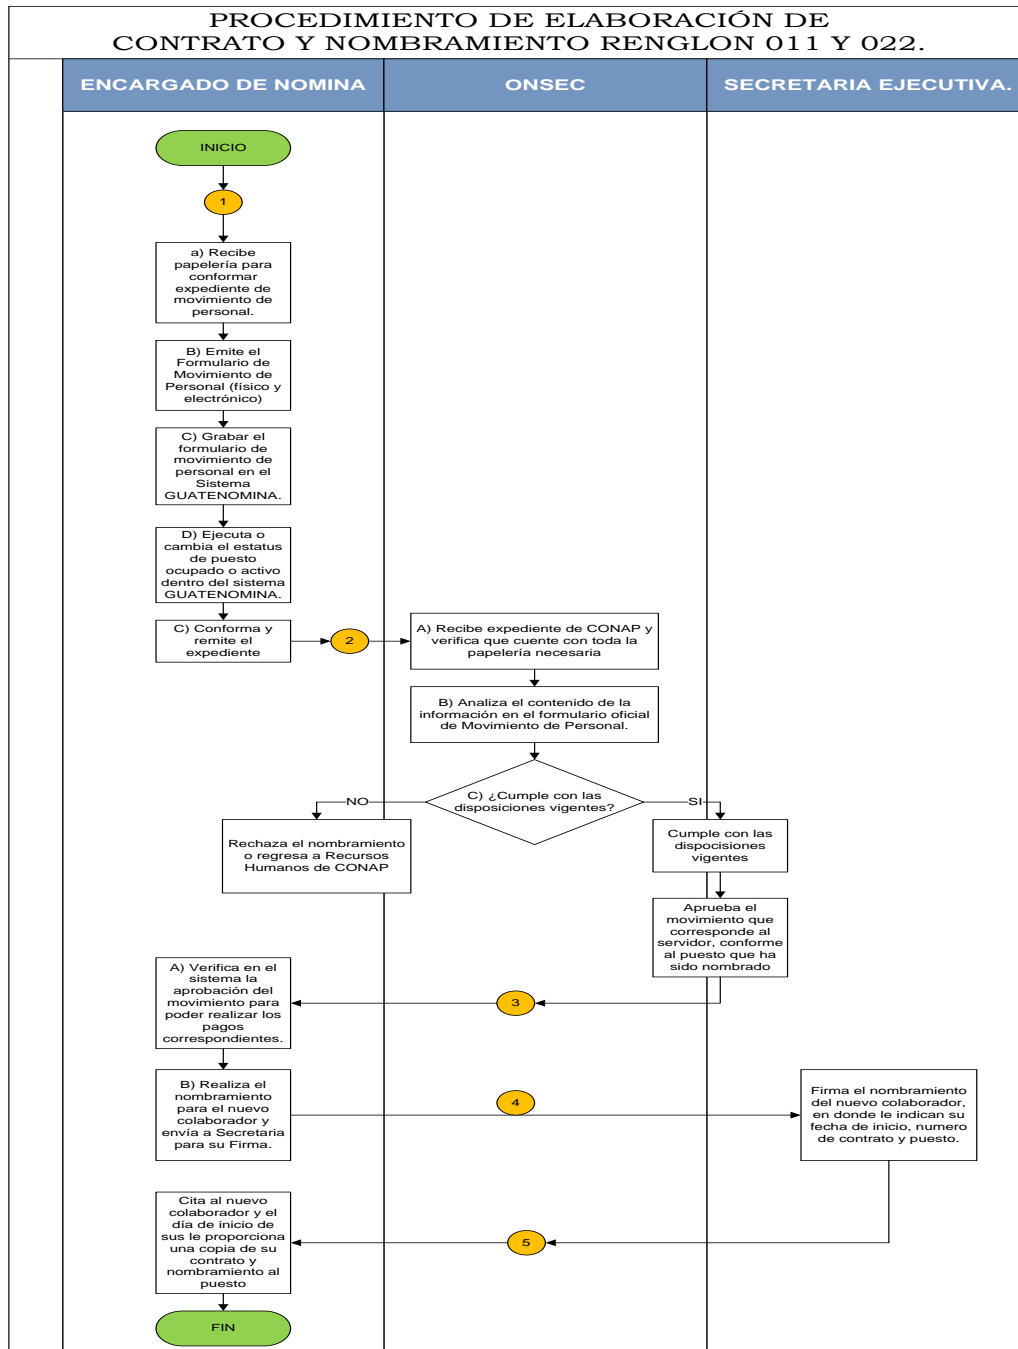 PROCEDIMIENTO DE ELABORACIÓN DE
CONTRATO Y NOMBRAMIENTO RENGLON 011 Y 022.
ENCARGADO DE NOMINA
ONSEC
SECRETARIA EJECUTIVA.
INICIO
1
a) Recibe
papelería para
conformar
expediente de
movimiento de
personal.
B) Emite el
Formulario de
Movimiento de
Personal (físico y
electrónico)
C) Grabar el
formulario de
movimiento de
personal en el
Sistema
GUATENOMINA.
D) Ejecuta o
cambia el estatus
de puesto
ocupado o activo
dentro del sistema
GUATENOMINA.
C) Conforma y
remite el
expediente
2
A) Recibe expediente de CONAP y
verifica que cuente con toda la
papelería necesaria
B) Analiza el contenido de la
información en el formulario oficial
de Movimiento de Personal.
C) ¿Cumple con las
disposiciones vigentes?
NO
SI
Rechaza el nombramiento
o regresa a Recursos
Humanos de CONAP
Cumple con las
dispocisiones
vigentes
Aprueba el
movimiento que
corresponde al
servidor, conforme
al puesto que ha
sido nombrado
3
A) Verifica en el
sistema la
aprobación del
movimiento para
poder realizar los
pagos
correspondientes.
B) Realiza el
nombramiento
para el nuevo
colaborador y
envía a Secretaria
para su Firma.
4
Firma el nombramiento
del nuevo colaborador,
en donde le indican su
fecha de inicio, numero
de contrato y puesto.
5
Cita al nuevo
colaborador y el
día de inicio de
sus le proporciona
una copia de su
contrato y
nombramiento al
puesto
FIN